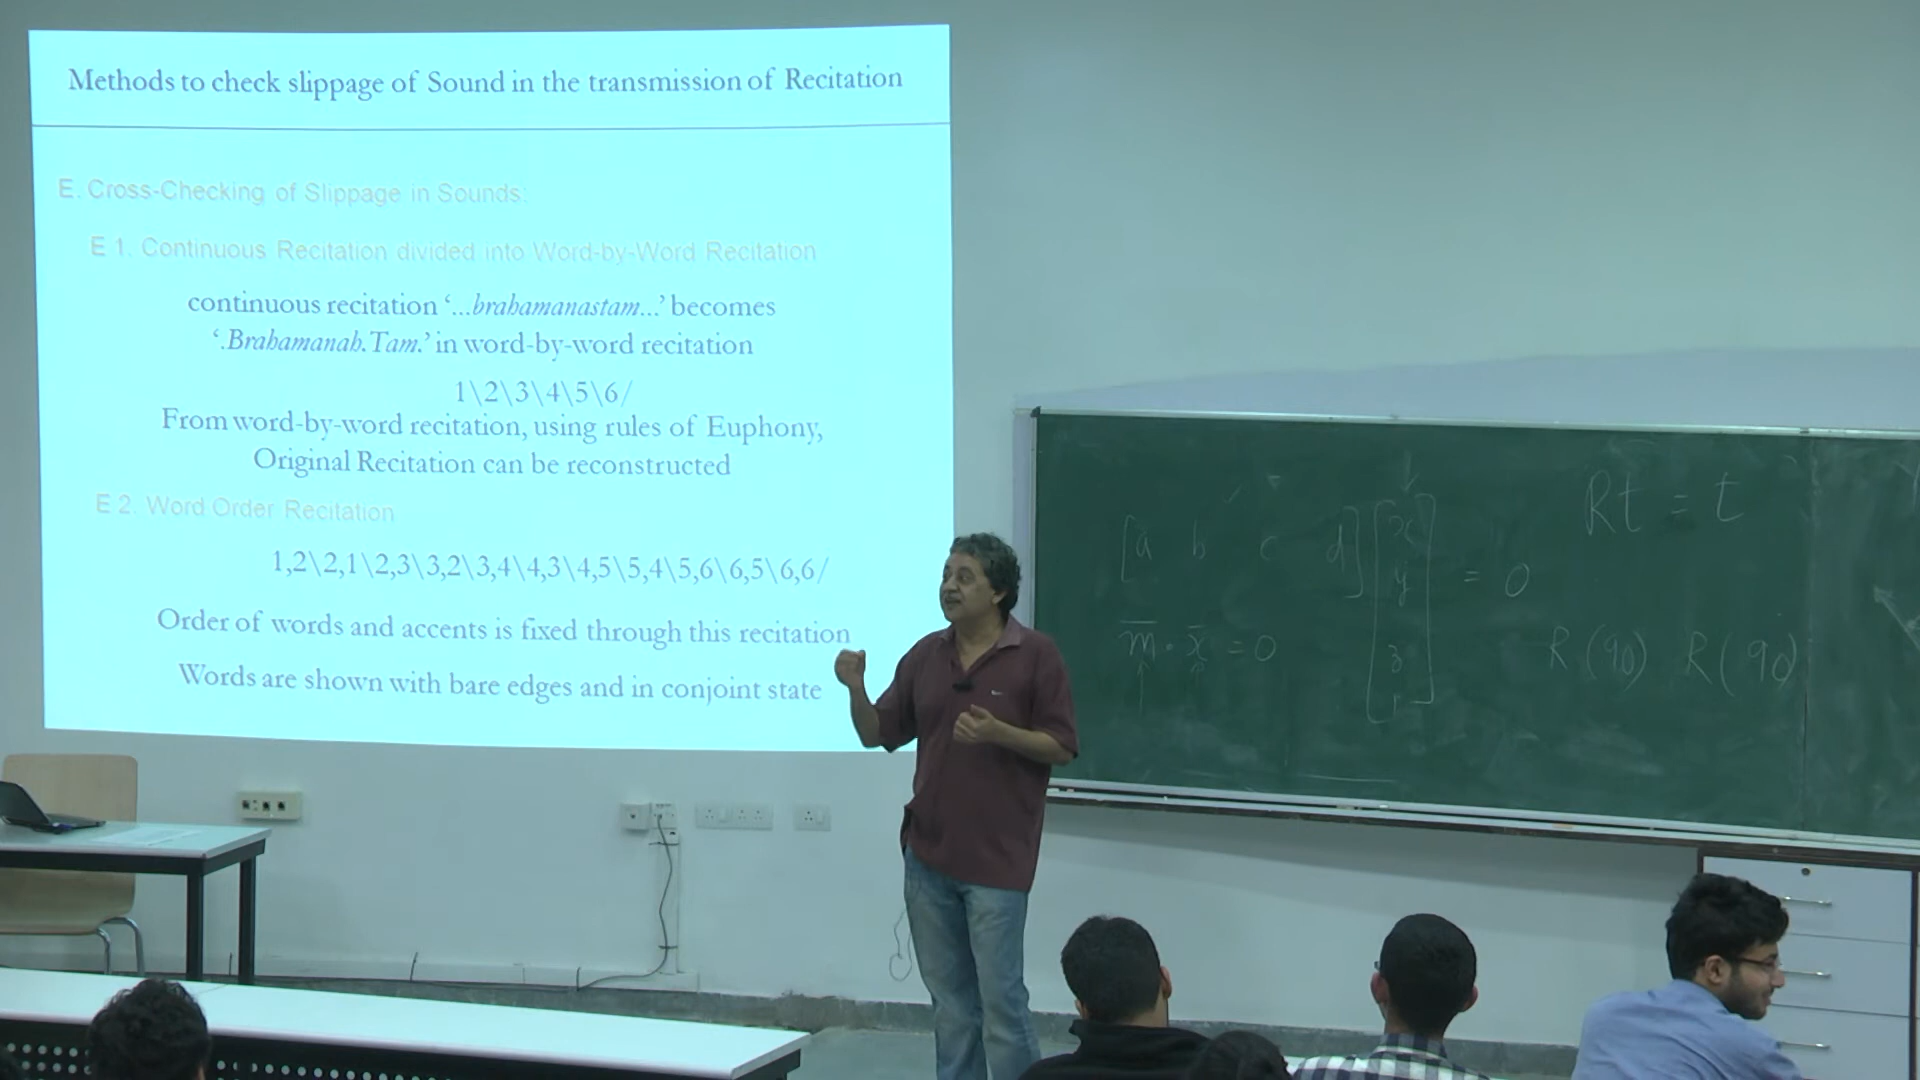 Methods to check slippage of Sound in the transmission of Recitation
E. Cross-Checking of Slippage in Sounds:
E 1. Continuous Recitation divided into Word-by-Word Recitation
continuous recitation ‘...brahamanastam...’ becomes
‘.Brahamanah.Tam.’ in word-by-word recitation
1\2\3\4\5\6/
From word-by-word recitation, using rules of Euphony,
Original Recitation can be reconstructed
E 2. Word Order Recitation
1,2\2,1\2,3\3,2\3,4\4,3\4,5\5,4\5,6\6,5\6,6/
Order of words and accents is fixed through this recitation
Words are shown with bare edges and in conjoint state
Rt = t
[a b c d] [x
y
z
1] = 0
m̅ · x̅ = 0
R(90) R(90)